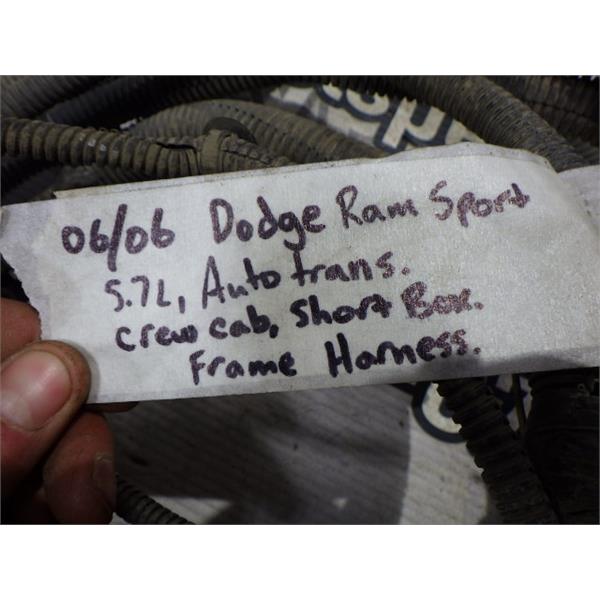 06/06 Dodge Ram Sport
5.7L, Auto trans.
crew cab, short Box.
Frame Harness.